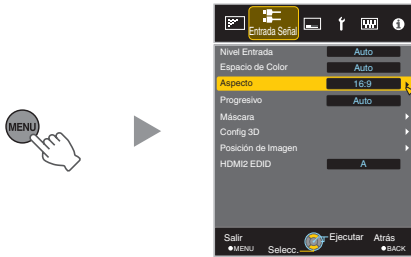 MENU
Entrada Señal
Nivel Entrada Auto
Espacio de Color Auto
Aspecto 16:9
Progresivo Auto
Máscara
Config 3D
Posición de Imagen
HDMI2 EDID A
Salir Ejecutar Atrás
●MENU Selecc. ●BACK